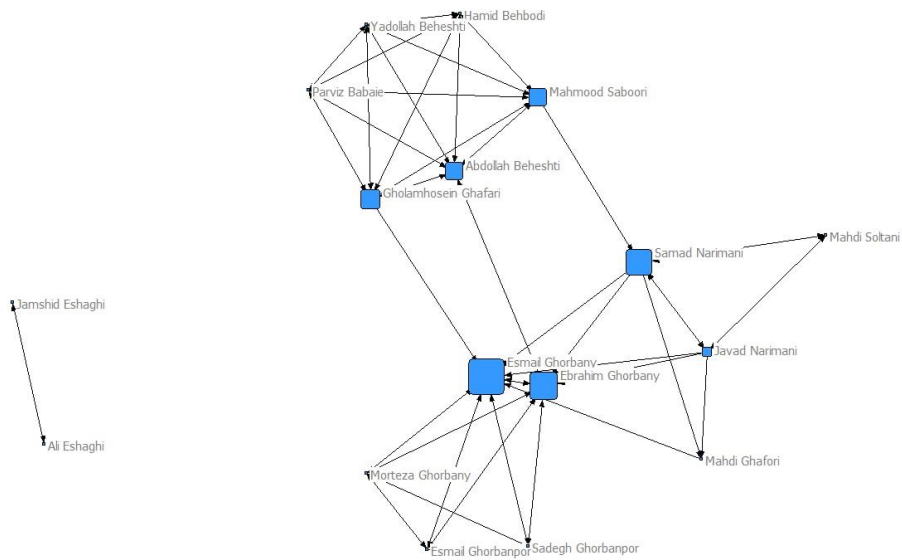 Hamid Behbodi
Yadollah Beheshti
Parviz Babaie
Mahmood Saboori
Abdollah Beheshti
Gholamhosein Ghafari
Mahdi Soltani
Samad Narimani
Jamshid Eshaghi
Javad Narimani
Esmail Ghorbany
Ebrahim Ghorbany
Ali Eshaghi
Mahdi Ghafori
Morteza Ghorbany
Esmail Ghorbanpor
Sadegh Ghorbanpor